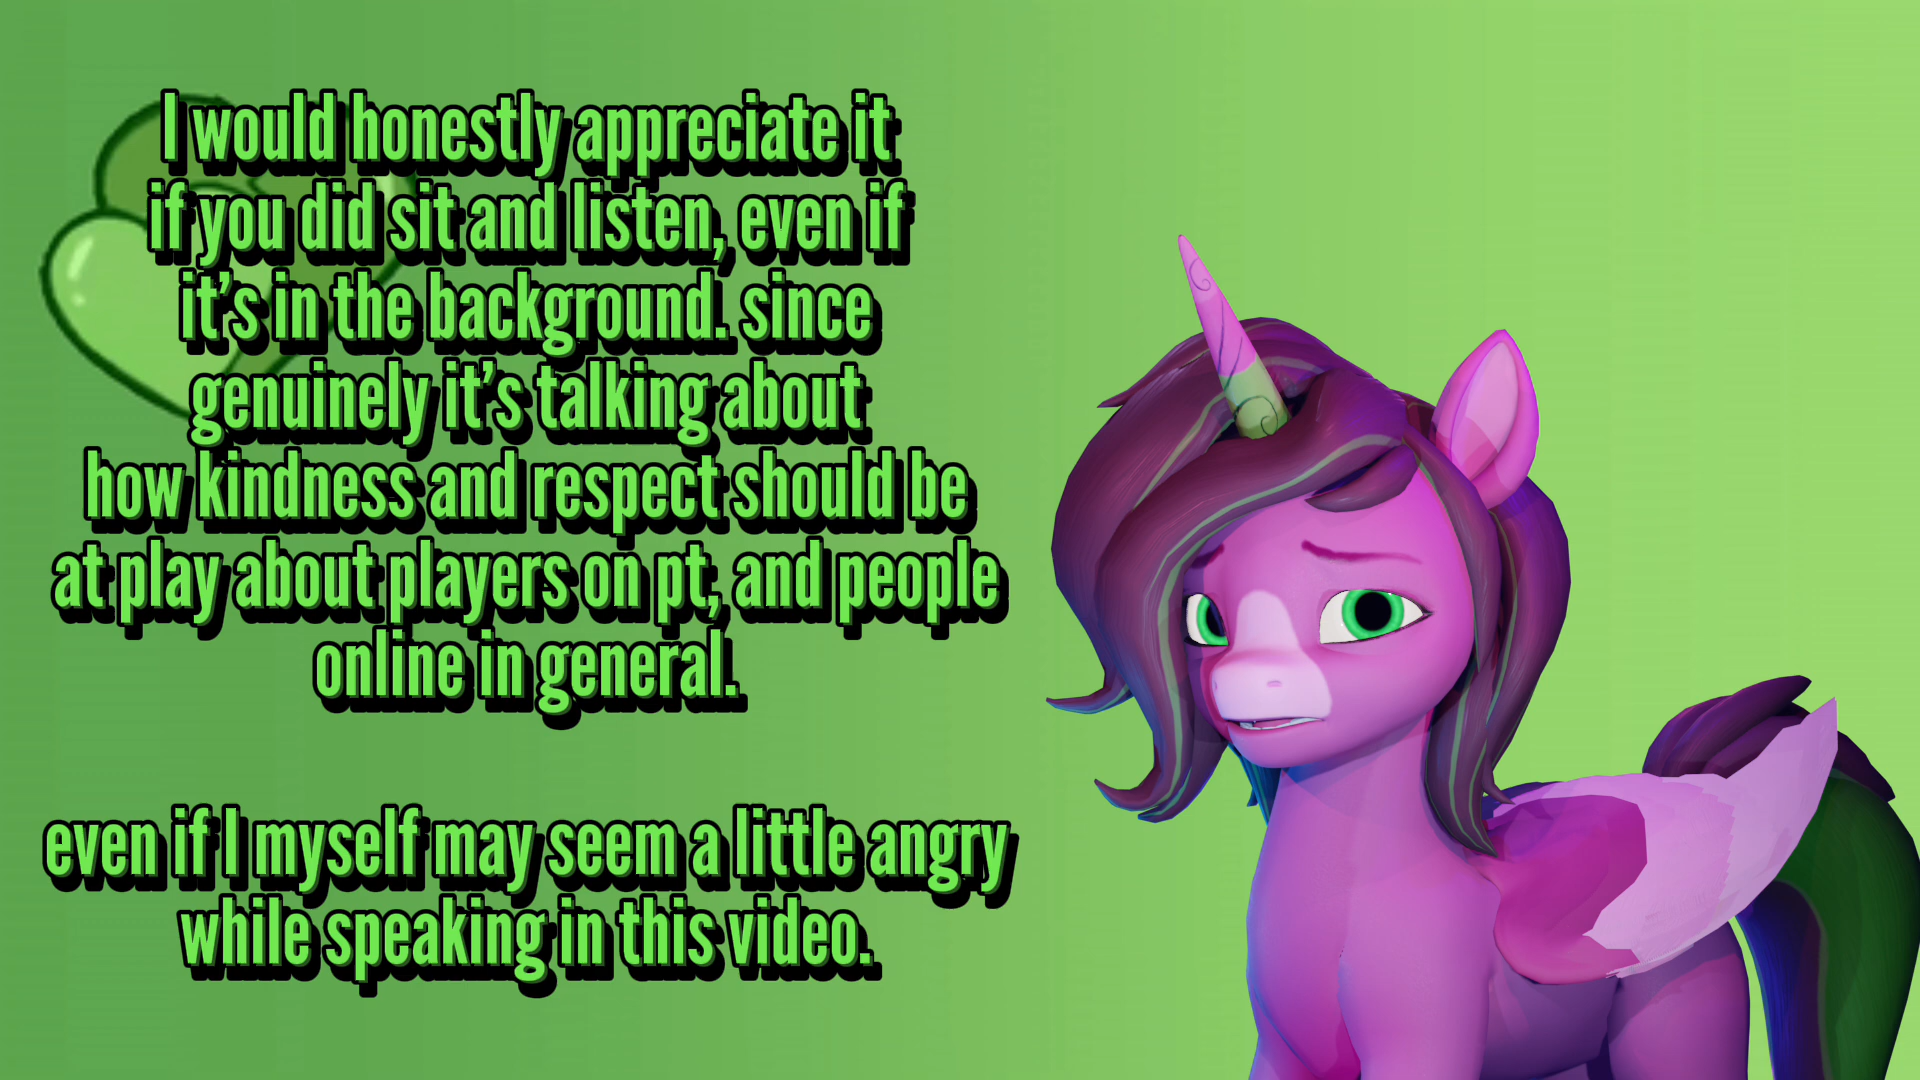 I would honestly appreciate it
if you did sit and listen, even if
it's in the background. since
genuinely it's talking about
how kindness and respect should be
at play about players on pt, and people
online in general.
even if I myself may seem a little angry
while speaking in this video.